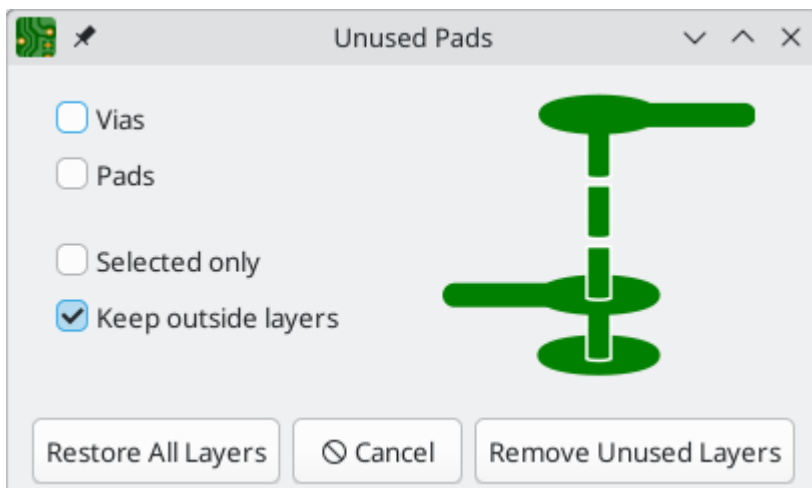 Unused Pads
Vias
Pads
Selected only
Keep outside layers
Restore All Layers
Cancel
Remove Unused Layers